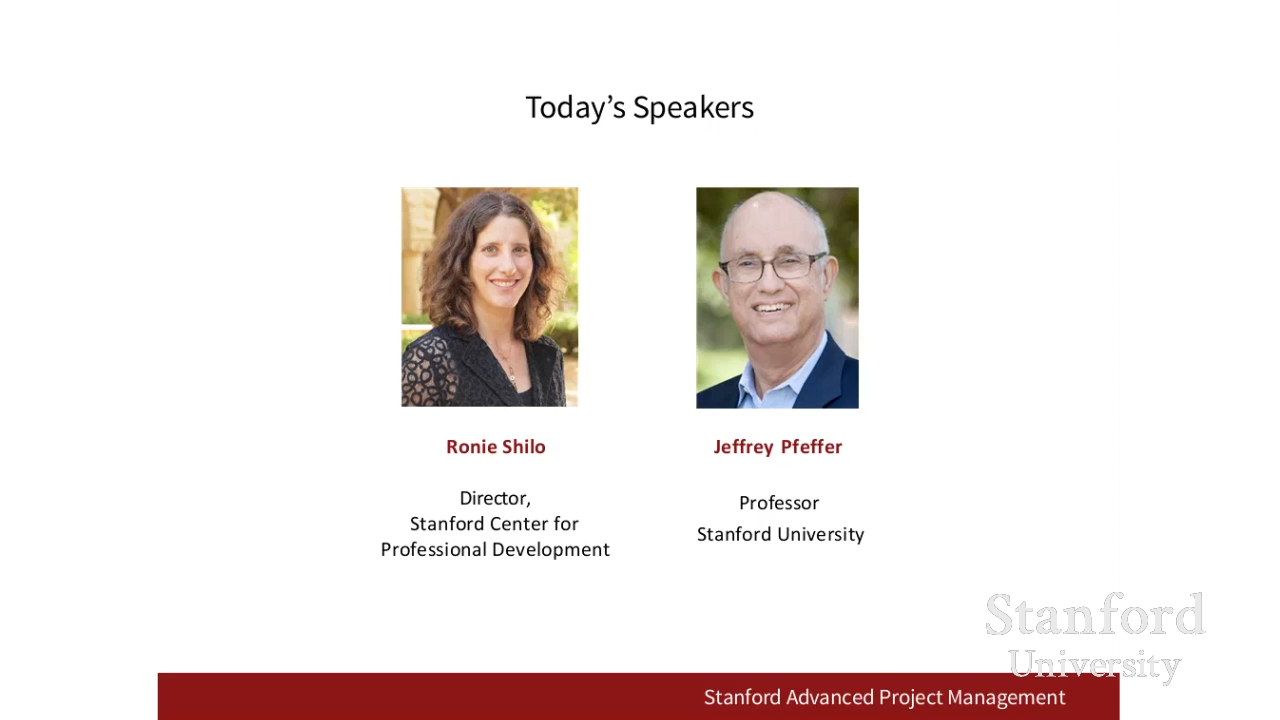 Today's Speakers
Ronie Shilo
Director,
Stanford Center for
Professional Development
Jeffrey Pfeffer
Professor
Stanford University
Stanford
University
Stanford Advanced Project Management